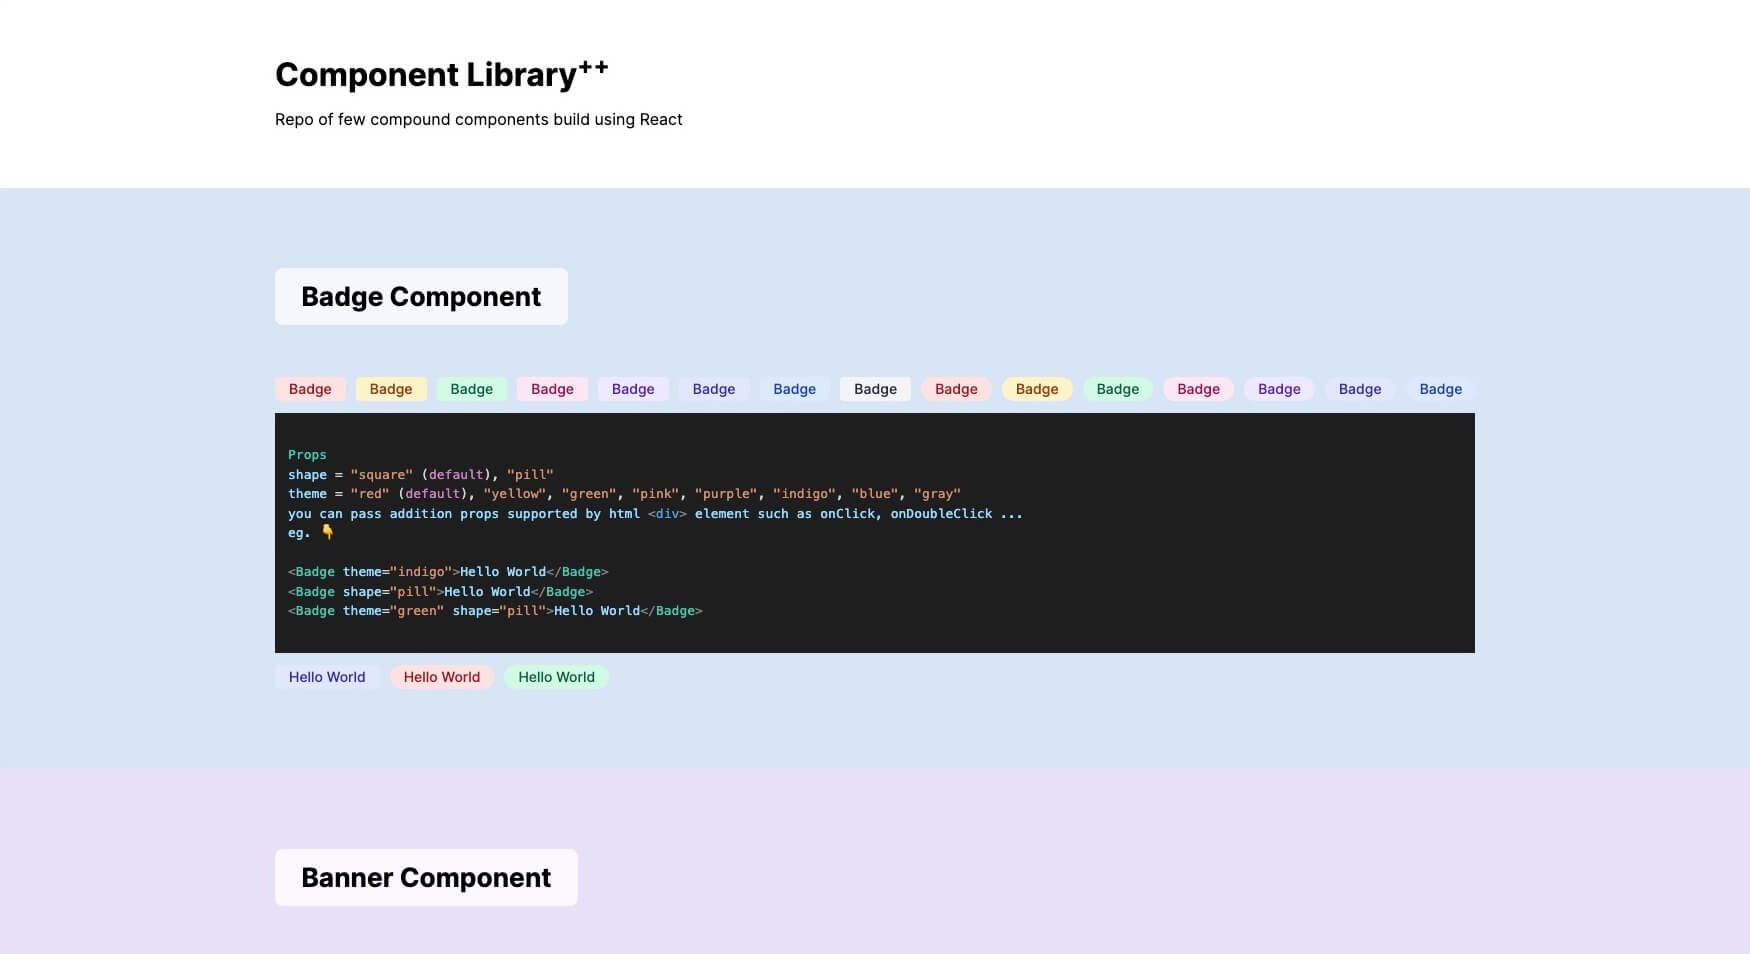 Component Library++
Repo of few compound components build using React
Badge Component
Badge Badge Badge Badge Badge Badge Badge Badge Badge Badge Badge Badge Badge Badge Badge
Props
shape = "square" (default), "pill"
theme = "red" (default), "yellow", "green", "pink", "purple", "indigo", "blue", "gray"
you can pass addition props supported by html <div> element such as onClick, onDoubleClick ...
eg. 👇
<Badge theme="indigo">Hello World</Badge>
<Badge shape="pill">Hello World</Badge>
<Badge theme="green" shape="pill">Hello World</Badge>
Hello World Hello World Hello World
Banner Component